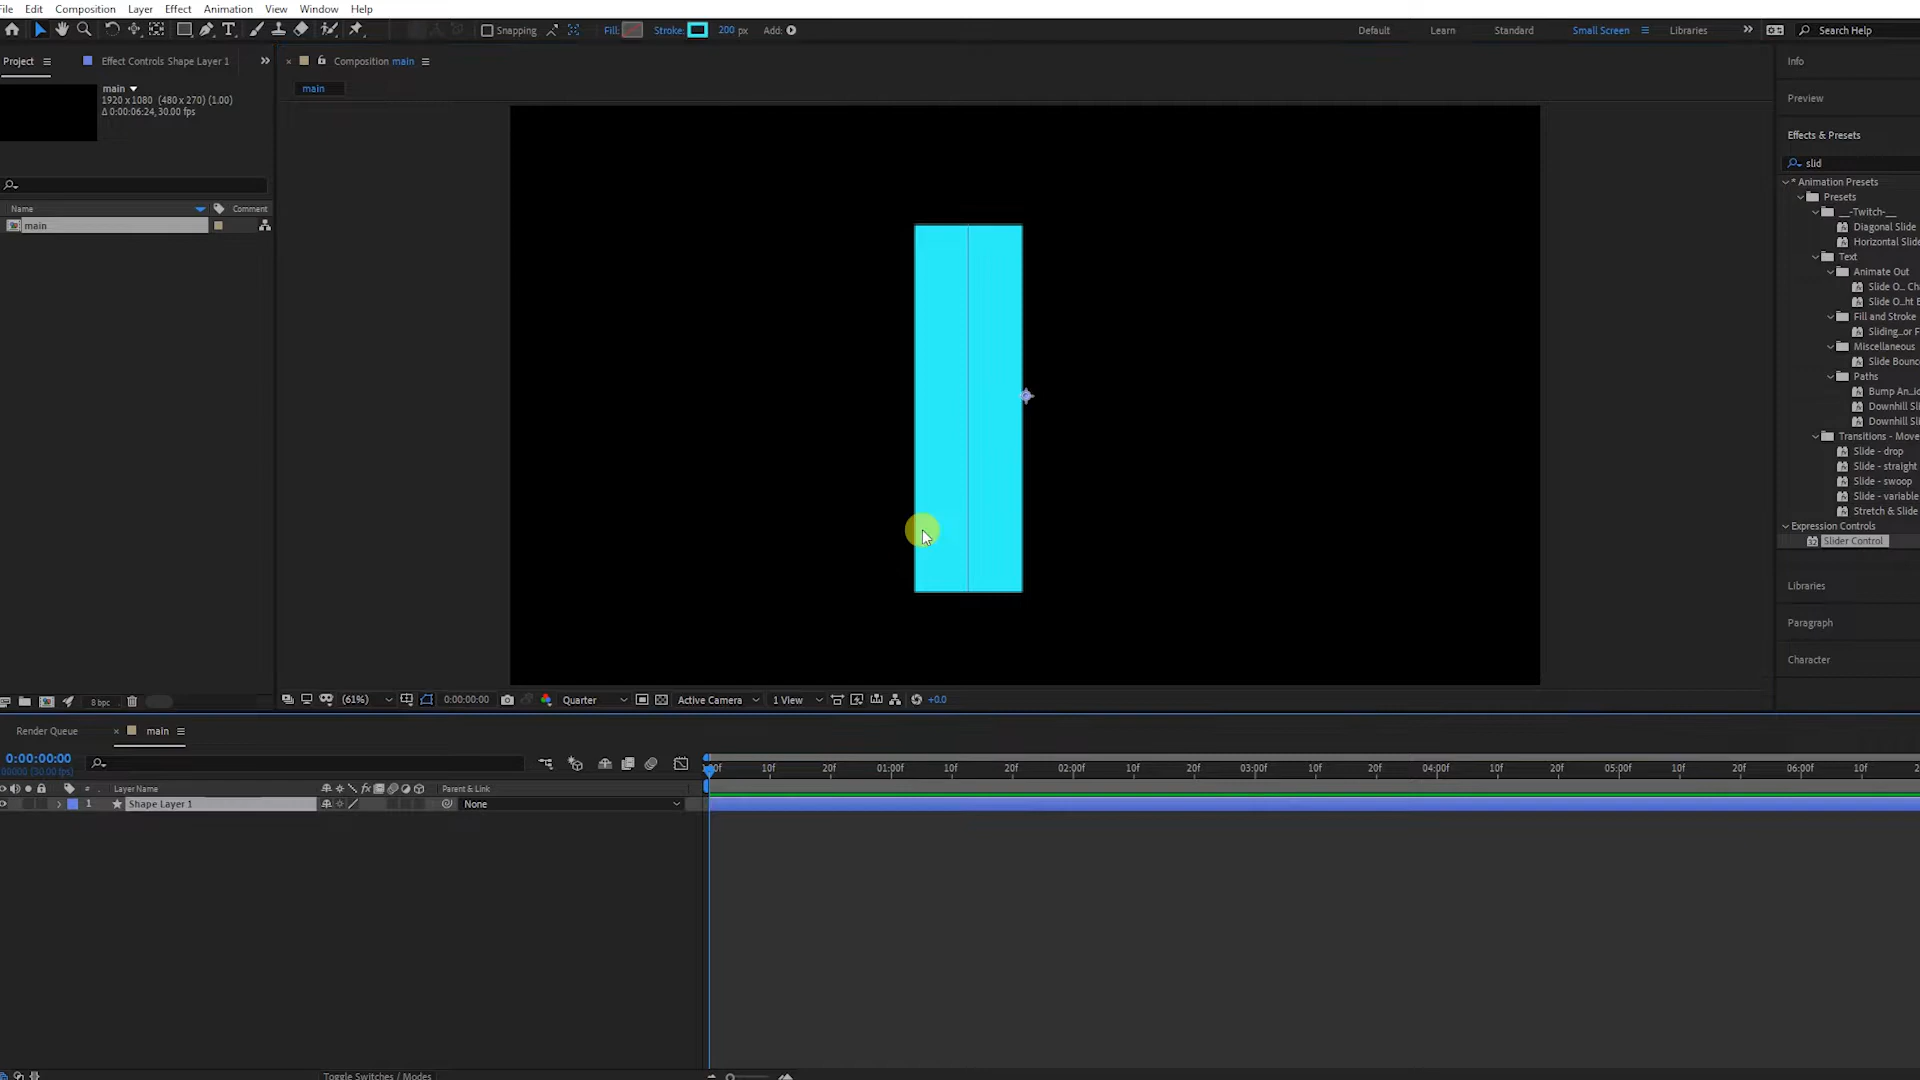 File Edit Composition Layer Effect Animation View Window Help
Snapping Fill: Stroke: 200 px Add: Default Learn Standard Small Screen Libraries Search Help
Project Effect Controls Shape Layer 1
Composition main
Info
main
main
1920 x 1080 (480 x 270) (1.00)
Δ 0:00:06:24, 30.00 fps
Preview
Effects & Presets
slid
* Animation Presets
Presets
__-Twitch-__
Diagonal Slide
Horizontal Slide
Text
Animate Out
Slide O... Ch
Slide O...ht B
Fill and Stroke
Sliding...or F
Miscellaneous
Slide Bounc
Paths
Bump An...ic
Downhill Sli
Downhill Sli
Transitions - Move
Slide - drop
Slide - straight
Slide - swoop
Slide - variable
Stretch & Slide
Expression Controls
Slider Control
Libraries
Paragraph
Character
Name Comment
main
8 bpc
(61%) 0:00:00:00 Quarter Active Camera 1 View +0.0
Render Queue main
0:00:00:00
00000 (30.00 fps)
10f 20f 01:00f 10f 20f 02:00f 10f 20f 03:00f 10f 20f 04:00f 10f 20f 05:00f 10f 20f 06:00f 10f
# Layer Name Parent & Link
1 Shape Layer 1 None
Toggle Switches / Modes